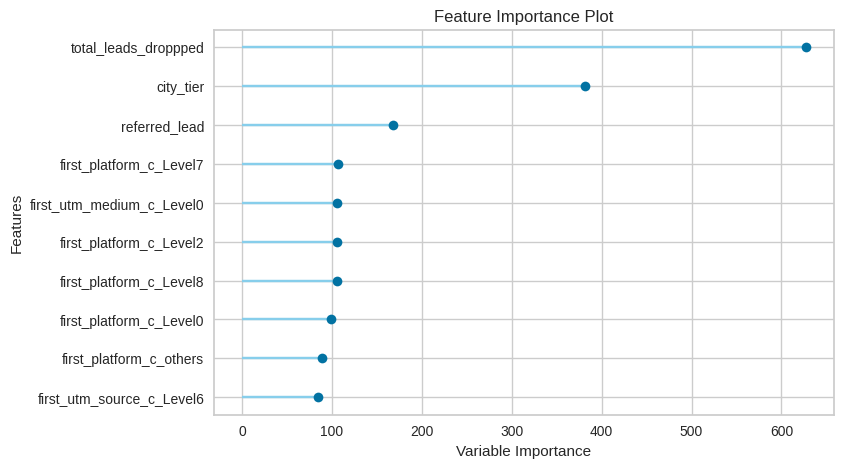 Feature Importance Plot
total_leads_droppped
city_tier
referred_lead
first_platform_c_Level7
first_utm_medium_c_Level0
first_platform_c_Level2
first_platform_c_Level8
first_platform_c_Level0
first_platform_c_others
first_utm_source_c_Level6
Features
0 100 200 300 400 500 600
Variable Importance